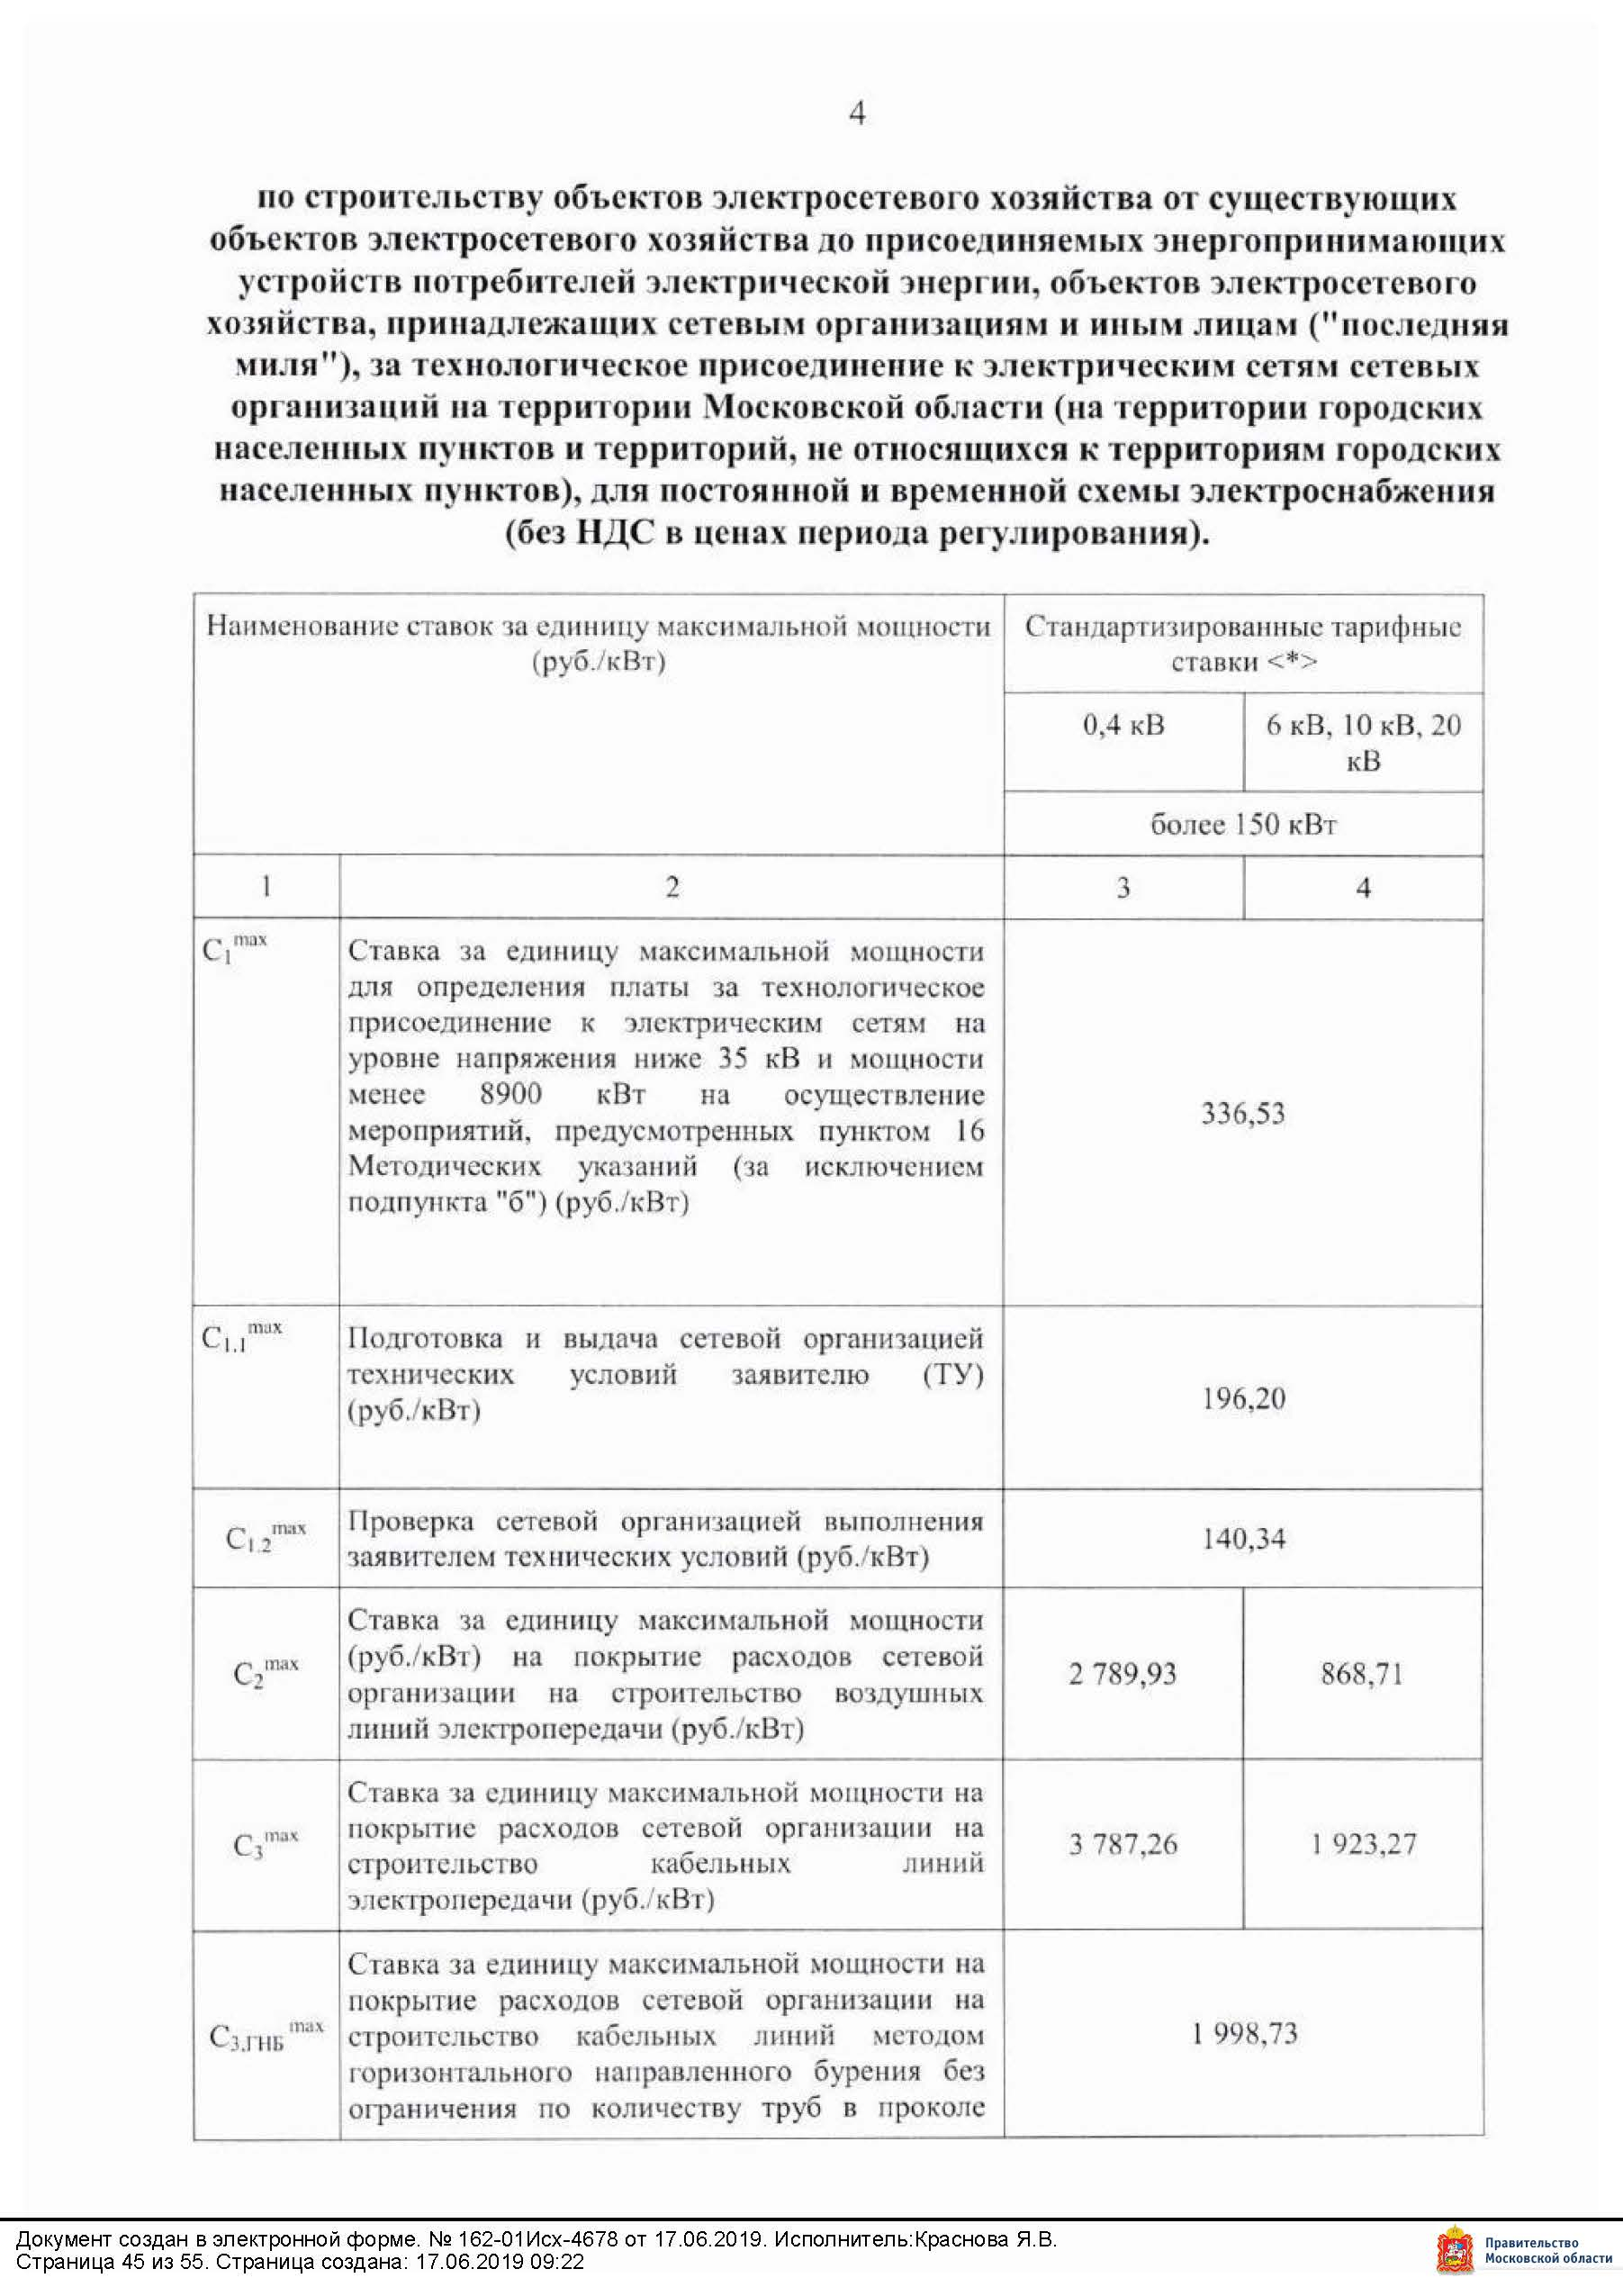 4
по строительству объектов электросетевого хозяйства от существующих
объектов электросетевого хозяйства до присоединяемых энергопринимающих
устройств потребителей электрической энергии, объектов электросетевого
хозяйства, принадлежащих сетевым организациям и иным лицам ("последняя
миля"), за технологическое присоединение к электрическим сетям сетевых
организаций на территории Московской области (на территории городских
населенных пунктов и территорий, не относящихся к территориям городских
населенных пунктов), для постоянной и временной схемы электроснабжения
(без НДС в ценах периода регулирования).
Наименование ставок за единицу максимальной мощности
(руб./кВт)
Стандартизированные тарифные
ставки <*>
0,4 кВ
6 кВ, 10 кВ, 20
кВ
более 150 кВт
1 2 3 4
C1 max
Ставка за единицу максимальной мощности
для определения платы за технологическое
присоединение к электрическим сетям на
уровне напряжения ниже 35 кВ и мощности
менее 8900 кВт на осуществление
мероприятий, предусмотренных пунктом 16
Методических указаний (за исключением
подпункта "б") (руб./кВт)
336,53
C1.1 max
Подготовка и выдача сетевой организацией
технических условий заявителю (ТУ)
(руб./кВт)
196,20
C1.2 max
Проверка сетевой организацией выполнения
заявителем технических условий (руб./кВт)
140,34
C2 max
Ставка за единицу максимальной мощности
(руб./кВт) на покрытие расходов сетевой
организации на строительство воздушных
линий электропередачи (руб./кВт)
2 789,93
868,71
C3 max
Ставка за единицу максимальной мощности на
покрытие расходов сетевой организации на
строительство кабельных линий
электропередачи (руб./кВт)
3 787,26
1 923,27
C3.ГНБ max
Ставка за единицу максимальной мощности на
покрытие расходов сетевой организации на
строительство кабельных линий методом
горизонтального направленного бурения без
ограничения по количеству труб в проколе
1 998,73
Документ создан в электронной форме. № 162-01Исх-4678 от 17.06.2019. Исполнитель:Краснова Я.В.
Страница 45 из 55. Страница создана: 17.06.2019 09:22
Правительство
Московской области